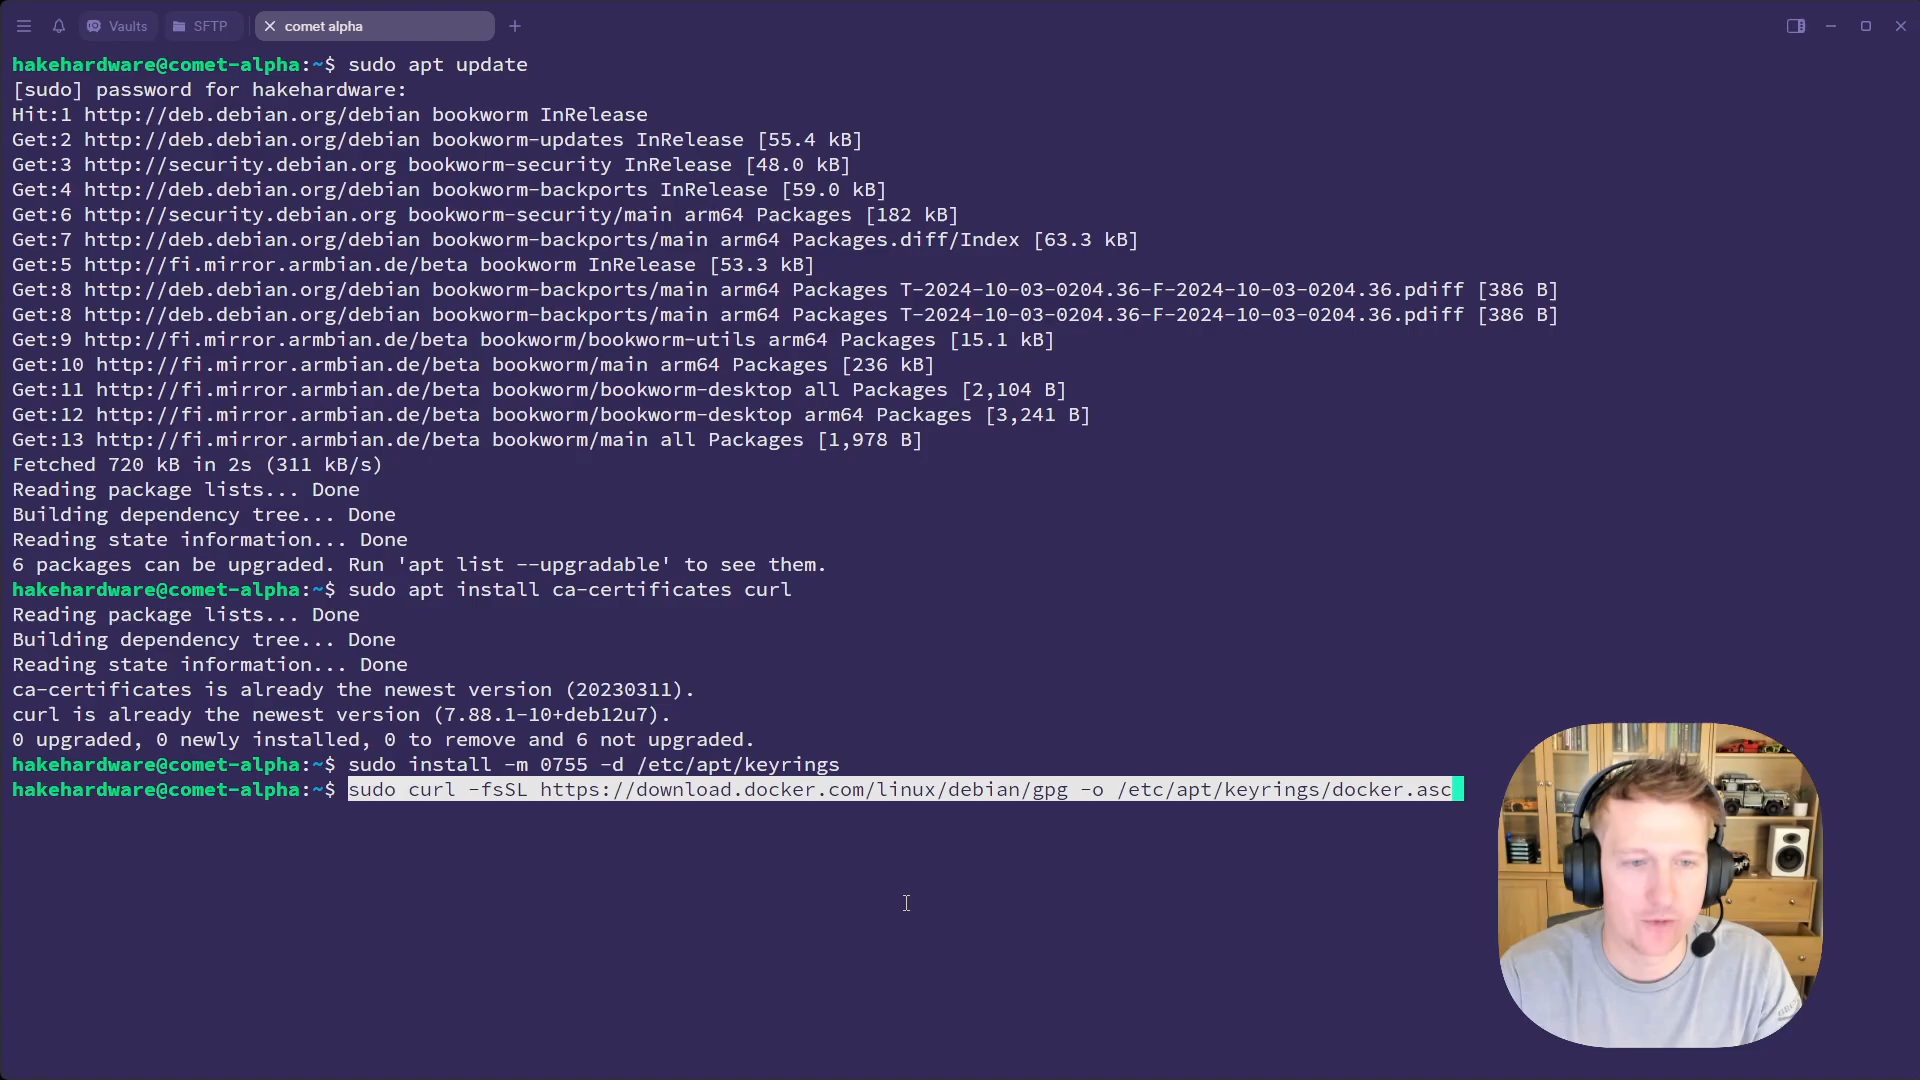 Vaults SFTP comet alpha
hakehardware@comet-alpha:~$ sudo apt update
[sudo] password for hakehardware:
Hit:1 http://deb.debian.org/debian bookworm InRelease
Get:2 http://deb.debian.org/debian bookworm-updates InRelease [55.4 kB]
Get:3 http://security.debian.org bookworm-security InRelease [48.0 kB]
Get:4 http://deb.debian.org/debian bookworm-backports InRelease [59.0 kB]
Get:6 http://security.debian.org bookworm-security/main arm64 Packages [182 kB]
Get:7 http://deb.debian.org/debian bookworm-backports/main arm64 Packages.diff/Index [63.3 kB]
Get:5 http://fi.mirror.armbian.de/beta bookworm InRelease [53.3 kB]
Get:8 http://deb.debian.org/debian bookworm-backports/main arm64 Packages T-2024-10-03-0204.36-F-2024-10-03-0204.36.pdiff [386 B]
Get:8 http://deb.debian.org/debian bookworm-backports/main arm64 Packages T-2024-10-03-0204.36-F-2024-10-03-0204.36.pdiff [386 B]
Get:9 http://fi.mirror.armbian.de/beta bookworm/bookworm-utils arm64 Packages [15.1 kB]
Get:10 http://fi.mirror.armbian.de/beta bookworm/main arm64 Packages [236 kB]
Get:11 http://fi.mirror.armbian.de/beta bookworm/bookworm-desktop all Packages [2,104 B]
Get:12 http://fi.mirror.armbian.de/beta bookworm/bookworm-desktop arm64 Packages [3,241 B]
Get:13 http://fi.mirror.armbian.de/beta bookworm/main all Packages [1,978 B]
Fetched 720 kB in 2s (311 kB/s)
Reading package lists... Done
Building dependency tree... Done
Reading state information... Done
6 packages can be upgraded. Run 'apt list --upgradable' to see them.
hakehardware@comet-alpha:~$ sudo apt install ca-certificates curl
Reading package lists... Done
Building dependency tree... Done
Reading state information... Done
ca-certificates is already the newest version (20230311).
curl is already the newest version (7.88.1-10+deb12u7).
0 upgraded, 0 newly installed, 0 to remove and 6 not upgraded.
hakehardware@comet-alpha:~$ sudo install -m 0755 -d /etc/apt/keyrings
hakehardware@comet-alpha:~$ sudo curl -fsSL https://download.docker.com/linux/debian/gpg -o /etc/apt/keyrings/docker.asc